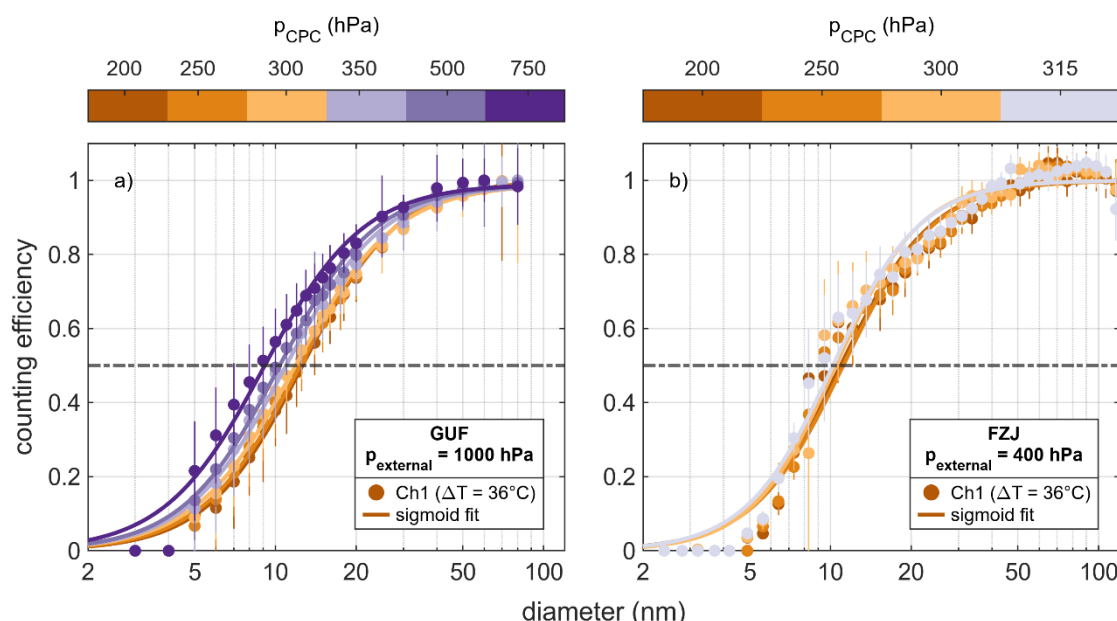 p_CPC (hPa)
200 250 300 350 500 750
p_CPC (hPa)
200 250 300 315
counting efficiency
1
0.8
0.6
0.4
0.2
0
a)
GUF
p_external = 1000 hPa
Ch1 (ΔT = 36°C)
sigmoid fit
2 5 10 20 50 100
1
0.8
0.6
0.4
0.2
0
b)
FZJ
p_external = 400 hPa
Ch1 (ΔT = 36°C)
sigmoid fit
2 5 10 20 50 100
diameter (nm)